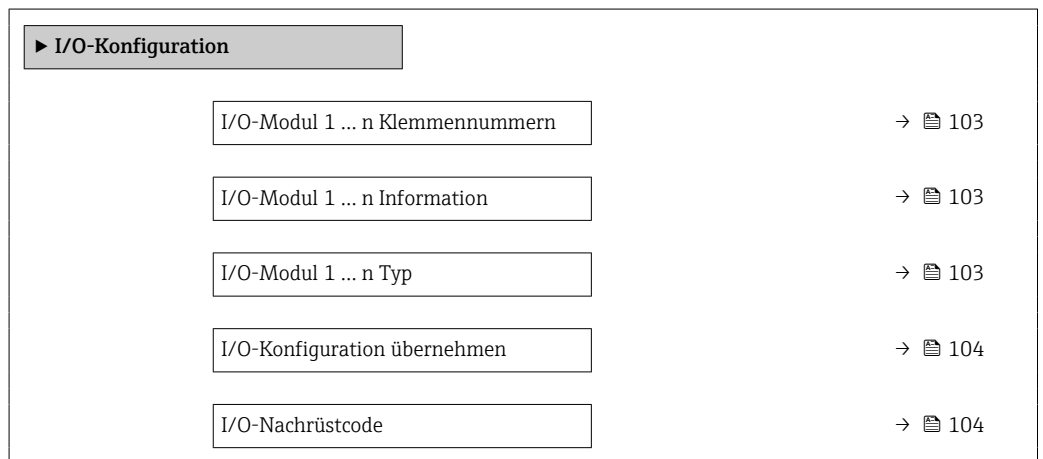 ► I/O-Konfiguration
I/O-Modul 1 ... n Klemmennummern → 103
I/O-Modul 1 ... n Information → 103
I/O-Modul 1 ... n Typ → 103
I/O-Konfiguration übernehmen → 104
I/O-Nachrüstcode → 104